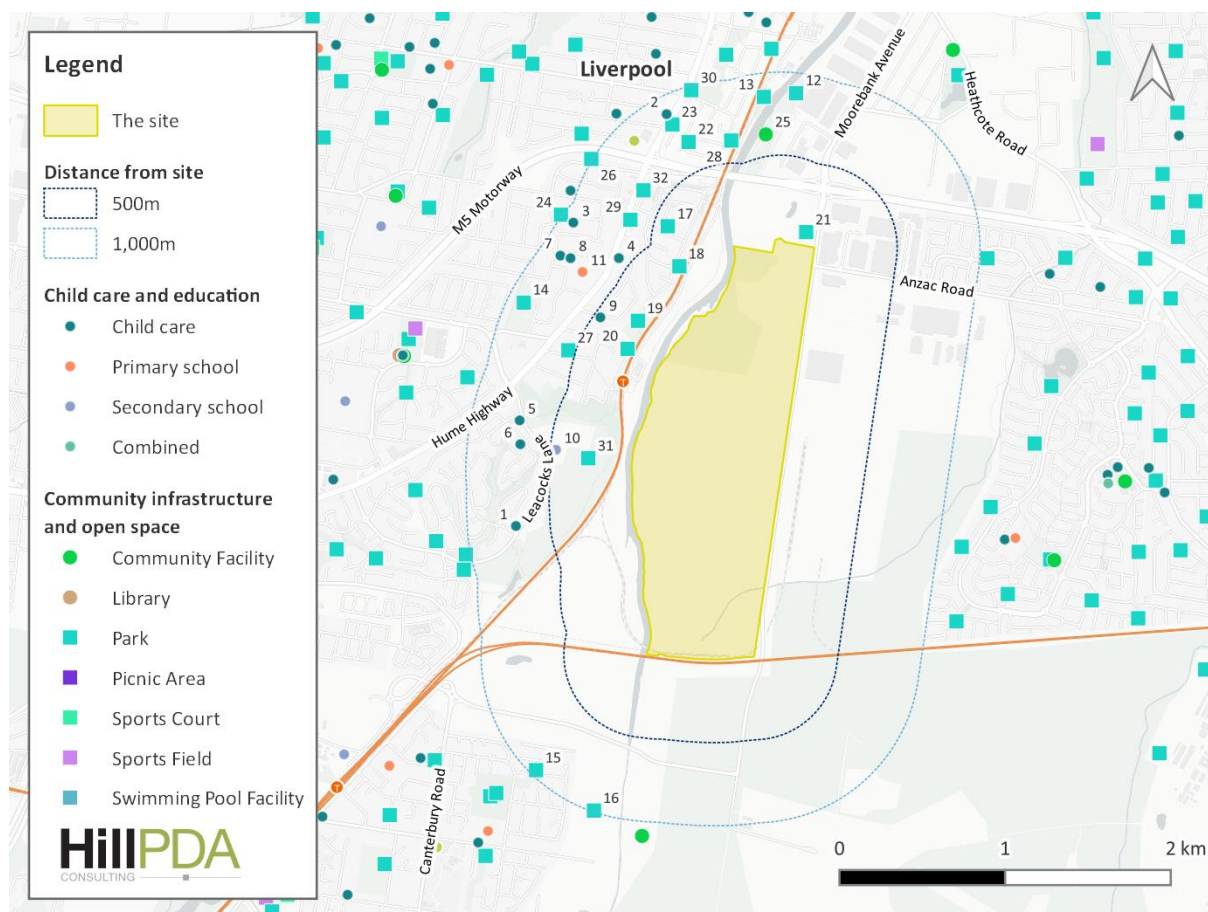 Legend
The site
Distance from site
500m
1,000m
Child care and education
Child care
Primary school
Secondary school
Combined
Community infrastructure
and open space
Community Facility
Library
Park
Picnic Area
Sports Court
Sports Field
Swimming Pool Facility
HillPDA
CONSULTING
Liverpool
Moorebank Avenue
Heathcote Road
M5 Motorway
Anzac Road
Hume Highway
Leacocks Lane
Canterbury Road
30
13
12
2
23
22
25
28
26
32
24
3
29
17
21
7
8
4
11
18
14
9
19
27
20
5
6
10
31
1
15
16
T
T
0
1
2 km